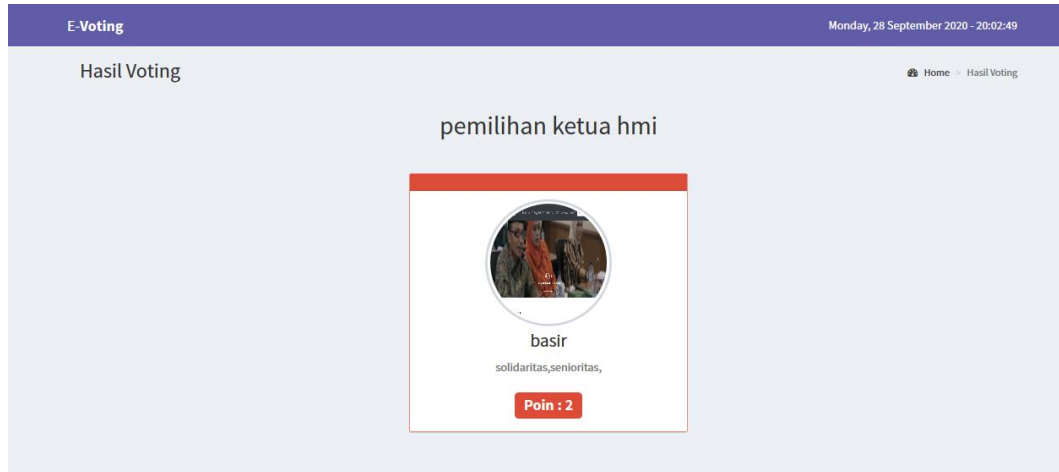 E-Voting
Monday, 28 September 2020 - 20:02:49
Hasil Voting
Home > Hasil Voting
pemilihan ketua hmi
basir
solidaritas,senioritas,
Poin : 2